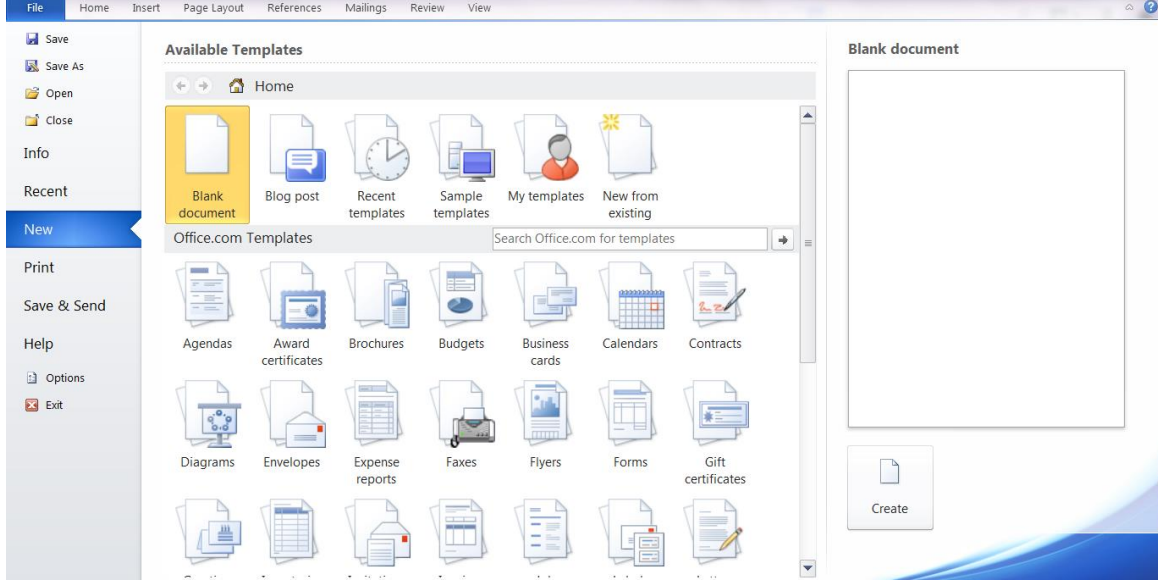 File Home Insert Page Layout References Mailings Review View
Save
Save As
Open
Close
Info
Recent
New
Print
Save & Send
Help
Options
Exit
Available Templates
Home
Blank document
Blog post
Recent templates
Sample templates
My templates
New from existing
Office.com Templates
Search Office.com for templates
Agendas
Award certificates
Brochures
Budgets
Business cards
Calendars
Contracts
Diagrams
Envelopes
Expense reports
Faxes
Flyers
Forms
Gift certificates
Blank document
Create